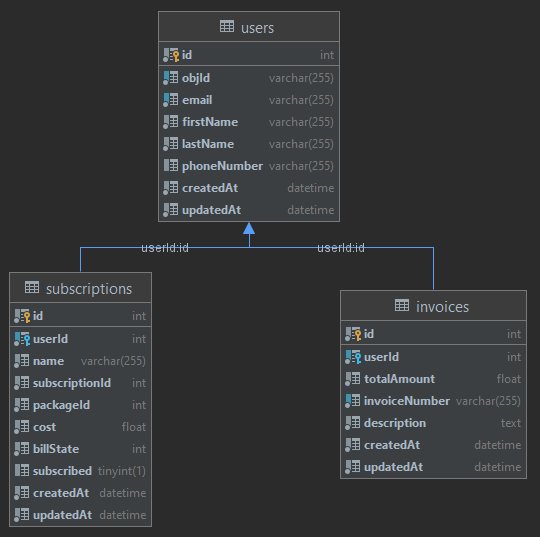 users
id int
objId varchar(255)
email varchar(255)
firstName varchar(255)
lastName varchar(255)
phoneNumber varchar(255)
createdAt datetime
updatedAt datetime
userId:id
userId:id
subscriptions
id int
userId int
name varchar(255)
subscriptionId int
packageId int
cost float
billState int
subscribed tinyint(1)
createdAt datetime
updatedAt datetime
invoices
id int
userId int
totalAmount float
invoiceNumber varchar(255)
description text
createdAt datetime
updatedAt datetime